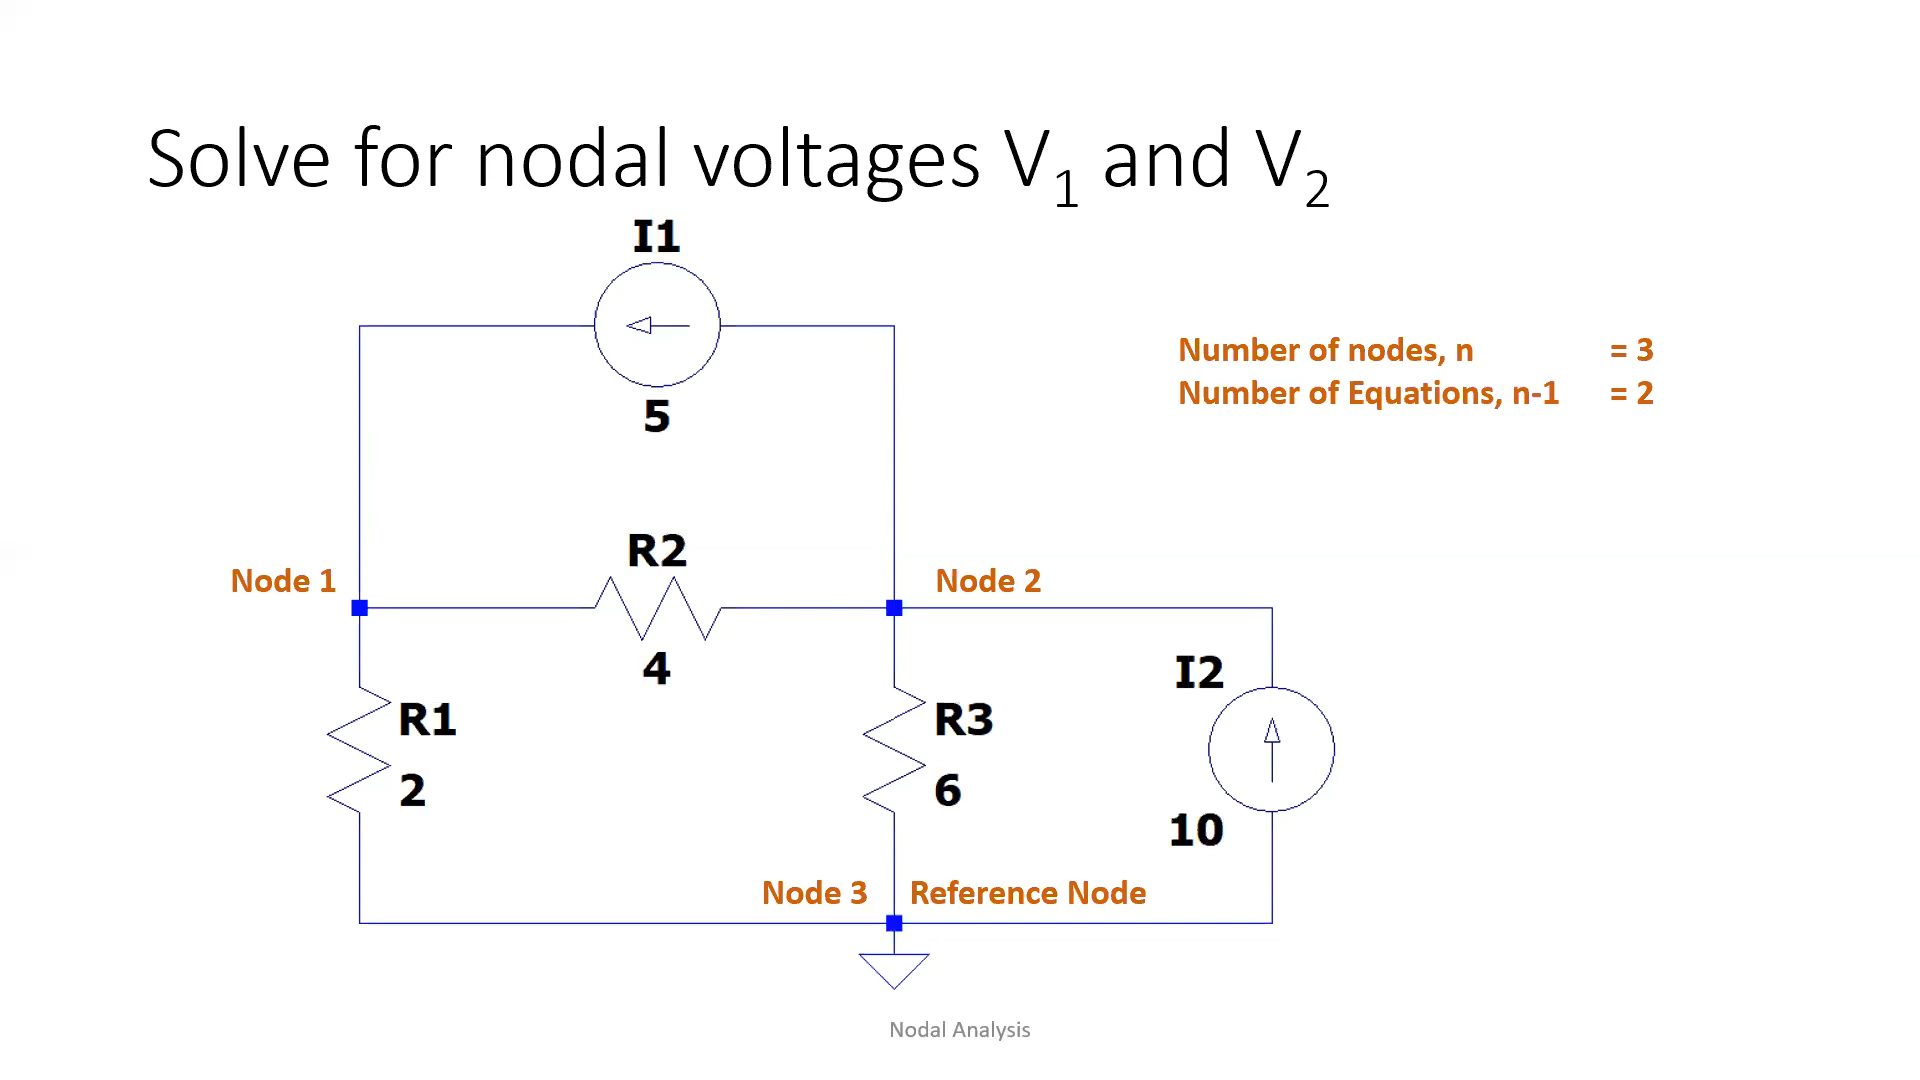 Solve for nodal voltages V₁ and V₂
I1
5
Number of nodes, n = 3
Number of Equations, n-1 = 2
R2
4
Node 1
Node 2
R1
2
R3
6
I2
10
Node 3
Reference Node
Nodal Analysis